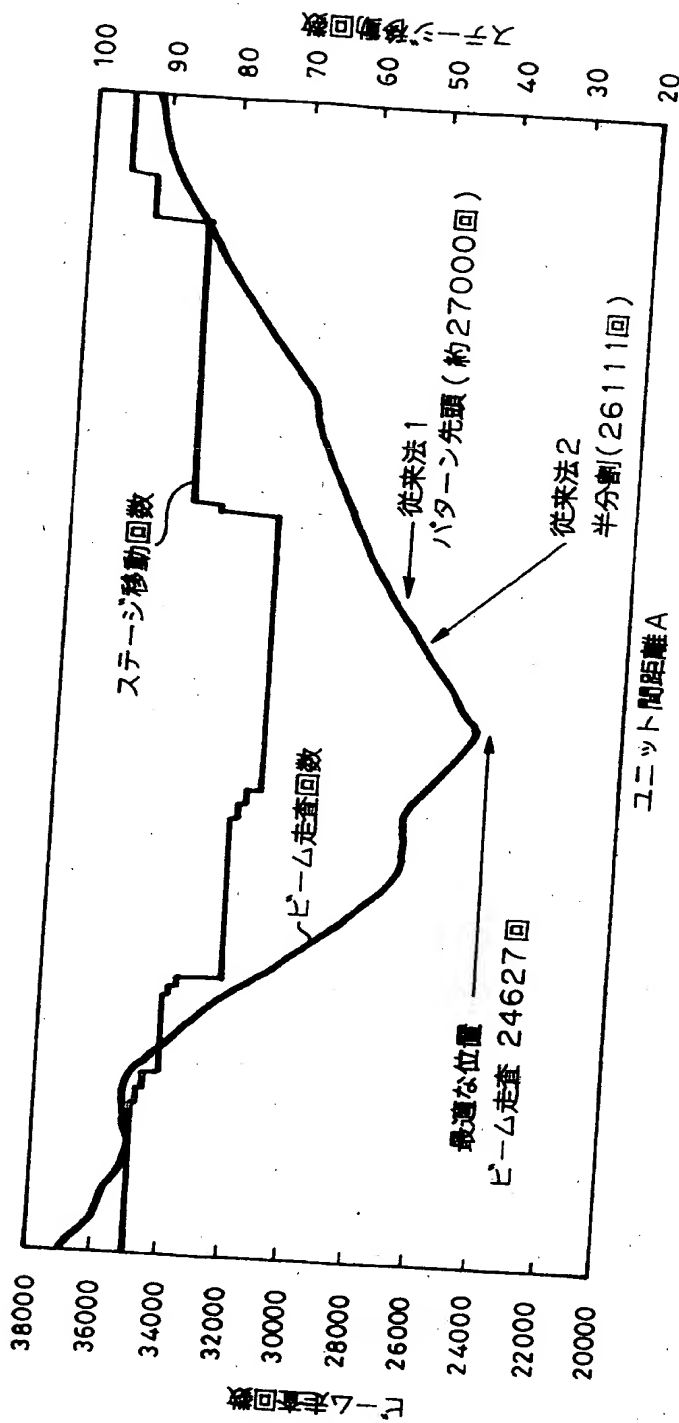 ビーム走査回数
38000
36000
34000
32000
30000
28000
26000
24000
22000
20000
ステージ移動回数
100
90
80
70
60
50
40
30
20
ステージ移動回数
ビーム走査回数
従来法1
パターン先頭(約27000回)
従来法2
半分割(26111回)
最適な位置
ビーム走査 24627回
ユニット間距離A